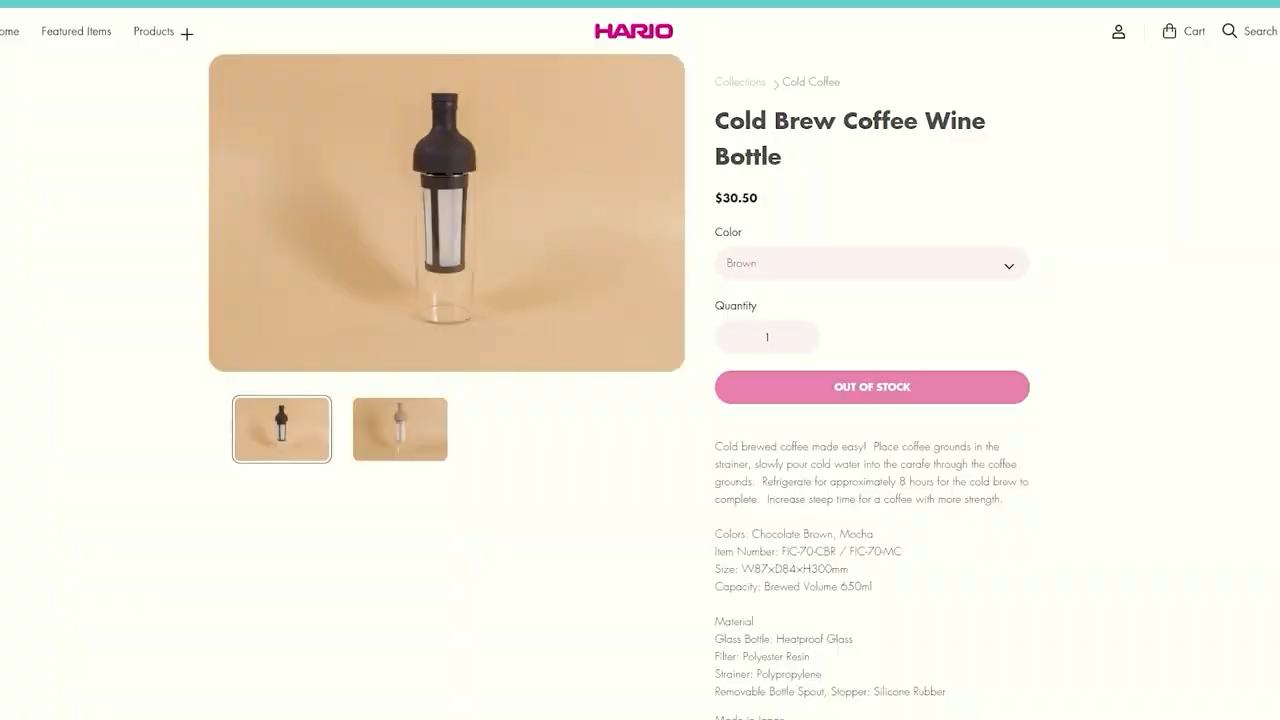 ome Featured Items Products
HARIO
Cart Search
Collections Cold Coffee
Cold Brew Coffee Wine
Bottle
$30.50
Color
Brown
Quantity
1
OUT OF STOCK
Cold brewed coffee made easy! Place coffee grounds in the
strainer, slowly pour cold water into the carafe through the coffee
grounds. Refrigerate for approximately 8 hours for the cold brew to
complete. Increase steep time for a coffee with more strength.
Colors: Chocolate Brown, Mocha
Item Number: FIC-70-CBR / FIC-70-MC
Size: W87×D84×H300mm
Capacity: Brewed Volume 650ml
Material
Glass Bottle: Heatproof Glass
Filter: Polyester Resin
Strainer: Polypropylene
Removable Bottle Spout, Stopper: Silicone Rubber